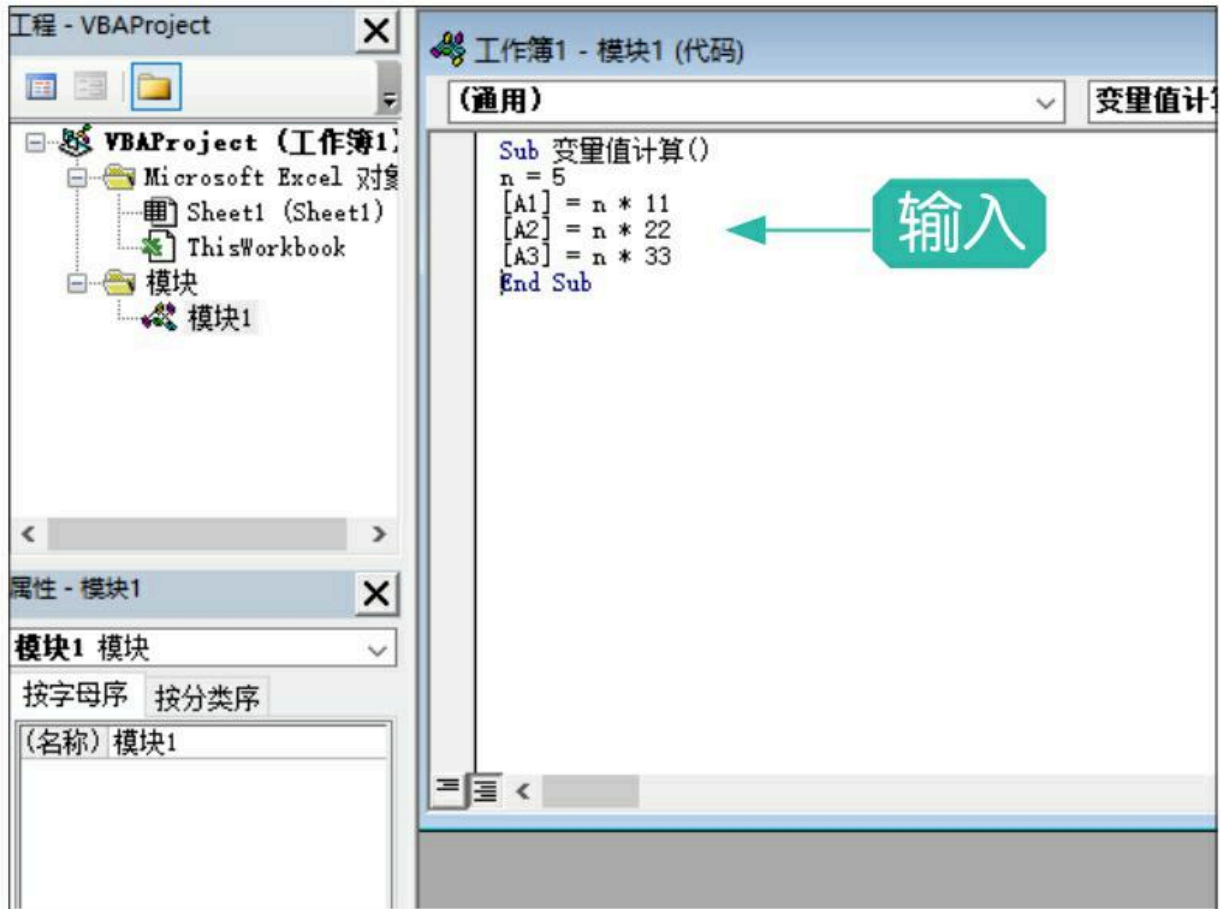 工程 - VBAProject
VBAProject (工作簿1)
Microsoft Excel 对象
Sheet1 (Sheet1)
ThisWorkbook
模块
模块1
属性 - 模块1
模块1 模块
按字母序 按分类序
(名称) 模块1
工作簿1 - 模块1 (代码)
(通用) 变量值计
Sub 变量值计算()
n = 5
[A1] = n * 11
[A2] = n * 22
[A3] = n * 33
End Sub
输入